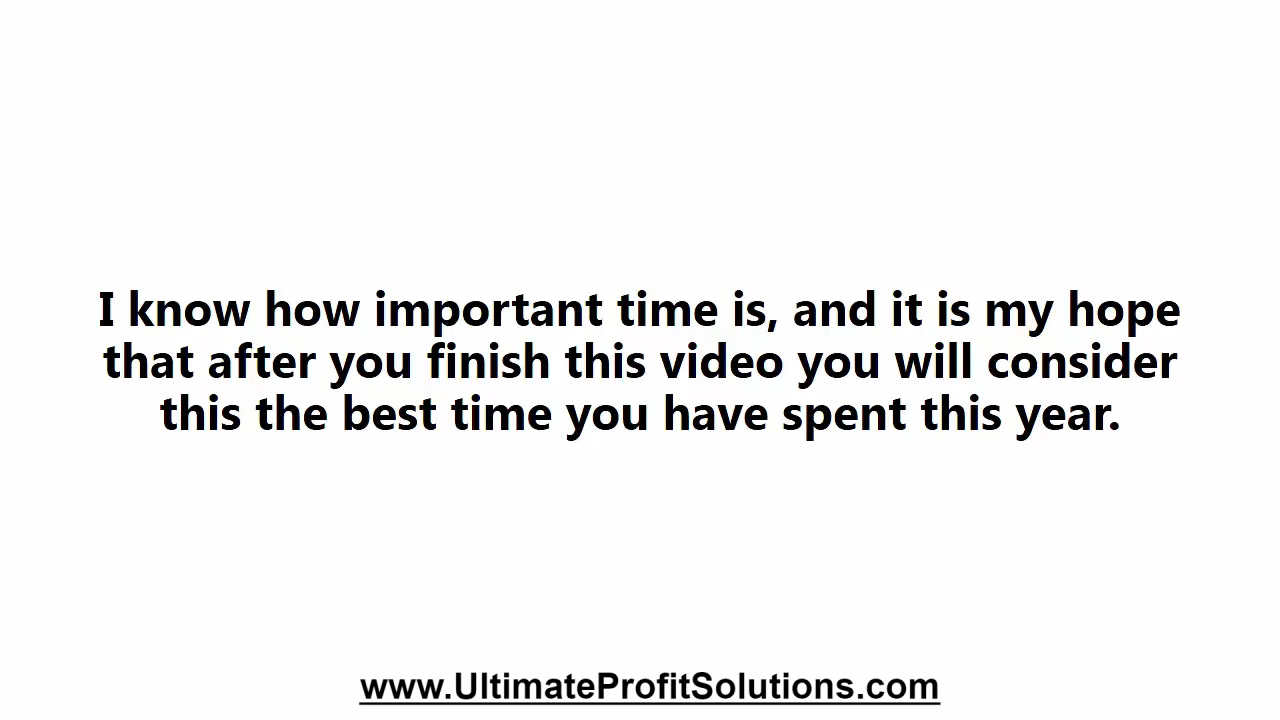 I know how important time is, and it is my hope
that after you finish this video you will consider
this the best time you have spent this year.
www.UltimateProfitSolutions.com